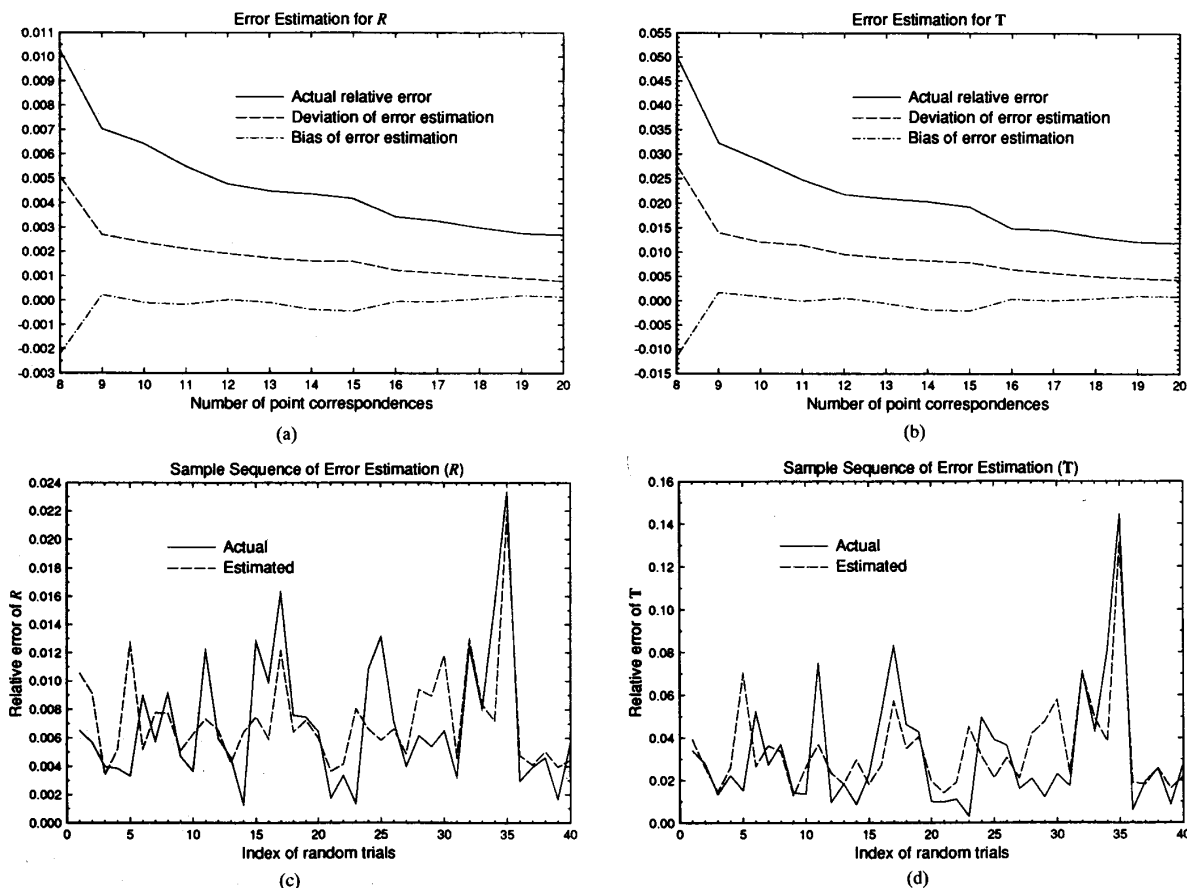 Error Estimation for R
0.011
0.010
0.009
0.008
0.007
0.006
0.005
0.004
0.003
0.002
0.001
0.000
-0.001
-0.002
-0.003
Actual relative error
Deviation of error estimation
Bias of error estimation
8 9 10 11 12 13 14 15 16 17 18 19 20
Number of point correspondences
(a)
Error Estimation for T
0.055
0.050
0.045
0.040
0.035
0.030
0.025
0.020
0.015
0.010
0.005
0.000
-0.005
-0.010
-0.015
Actual relative error
Deviation of error estimation
Bias of error estimation
8 9 10 11 12 13 14 15 16 17 18 19 20
Number of point correspondences
(b)
Sample Sequence of Error Estimation (R)
Relative error of R
0.024
0.022
0.020
0.018
0.016
0.014
0.012
0.010
0.008
0.006
0.004
0.002
0.000
Actual
Estimated
0 5 10 15 20 25 30 35 40
Index of random trials
(c)
Sample Sequence of Error Estimation (T)
Relative error of T
0.16
0.14
0.12
0.10
0.08
0.06
0.04
0.02
0.00
Actual
Estimated
0 5 10 15 20 25 30 35 40
Index of random trials
(d)